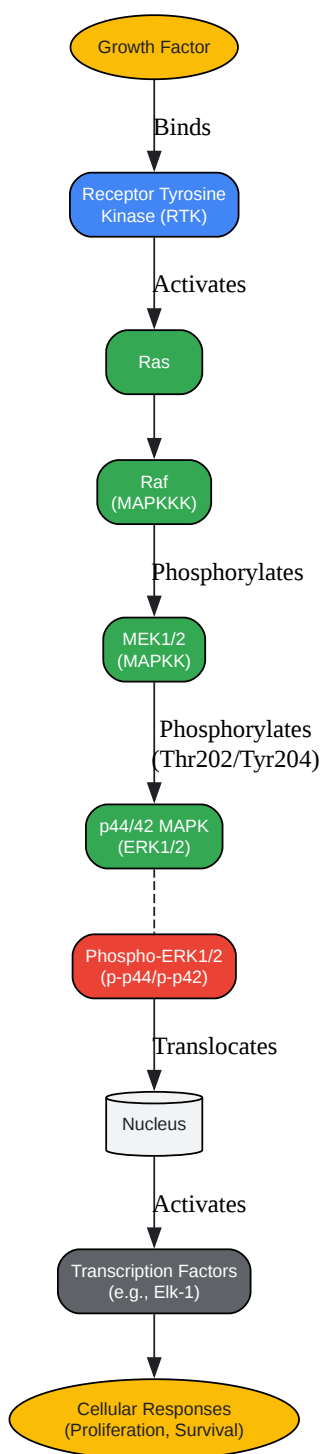 Growth Factor
Binds
Receptor Tyrosine
Kinase (RTK)
Activates
Ras
Raf
(MAPKKK)
Phosphorylates
MEK1/2
(MAPKK)
Phosphorylates
(Thr202/Tyr204)
p44/42 MAPK
(ERK1/2)
Phospho-ERK1/2
(p-p44/p-p42)
Translocates
Nucleus
Activates
Transcription Factors
(e.g., Elk-1)
Cellular Responses
(Proliferation, Survival)